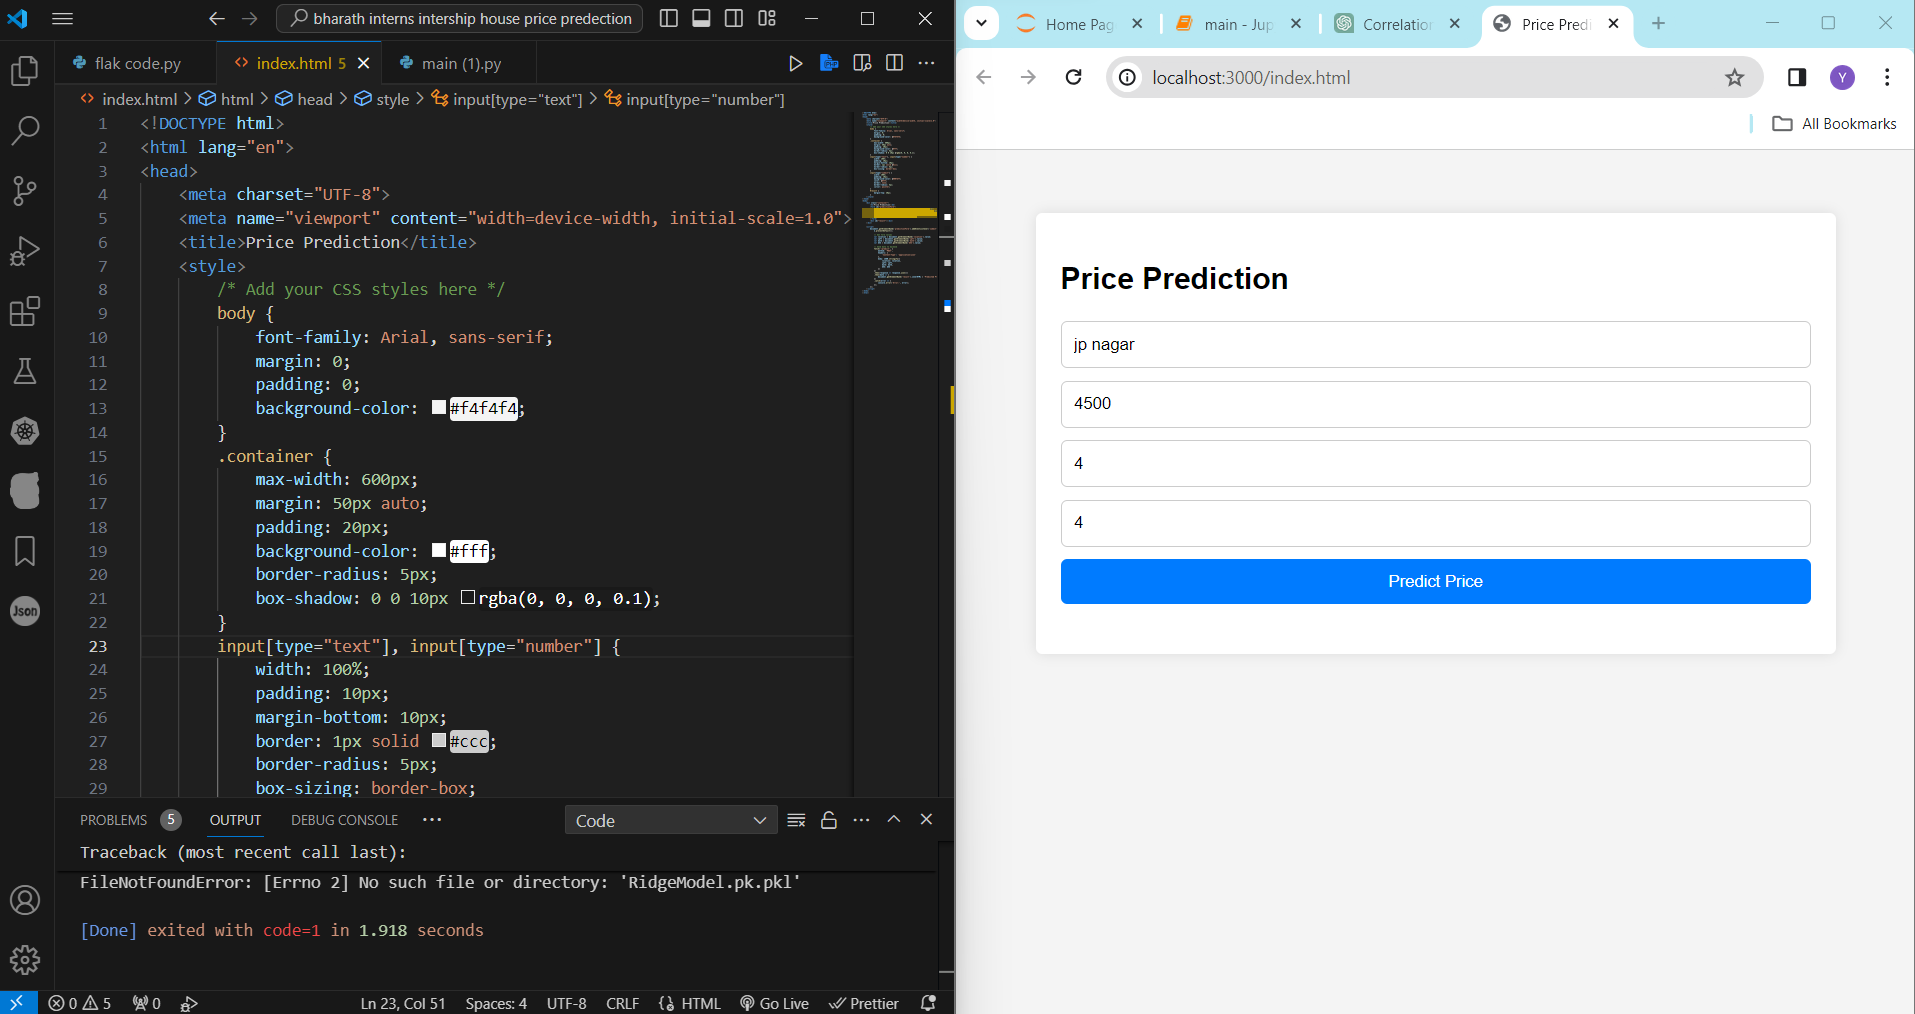 bharath interns intership house price predection
flak code.py
index.html 5
main (1).py
index.html > html > head > style > input[type="text"] > input[type="number"]
1 <!DOCTYPE html>
2 <html lang="en">
3 <head>
4 <meta charset="UTF-8">
5 <meta name="viewport" content="width=device-width, initial-scale=1.0">
6 <title>Price Prediction</title>
7 <style>
8 /* Add your CSS styles here */
9 body {
10 font-family: Arial, sans-serif;
11 margin: 0;
12 padding: 0;
13 background-color: #f4f4f4;
14 }
15 .container {
16 max-width: 600px;
17 margin: 50px auto;
18 padding: 20px;
19 background-color: #fff;
20 border-radius: 5px;
21 box-shadow: 0 0 10px rgba(0, 0, 0, 0.1);
22 }
23 input[type="text"], input[type="number"] {
24 width: 100%;
25 padding: 10px;
26 margin-bottom: 10px;
27 border: 1px solid #ccc;
28 border-radius: 5px;
29 box-sizing: border-box;
PROBLEMS 5 OUTPUT DEBUG CONSOLE ··· Code
Traceback (most recent call last):
FileNotFoundError: [Errno 2] No such file or directory: 'RidgeModel.pk.pkl'
[Done] exited with code=1 in 1.918 seconds
Json
0 5 0 Ln 23, Col 51 Spaces: 4 UTF-8 CRLF HTML Go Live Prettier
Home Pag
main - Jup
Correlation
Price Predi
localhost:3000/index.html
Y
All Bookmarks
Price Prediction
jp nagar
4500
4
4
Predict Price